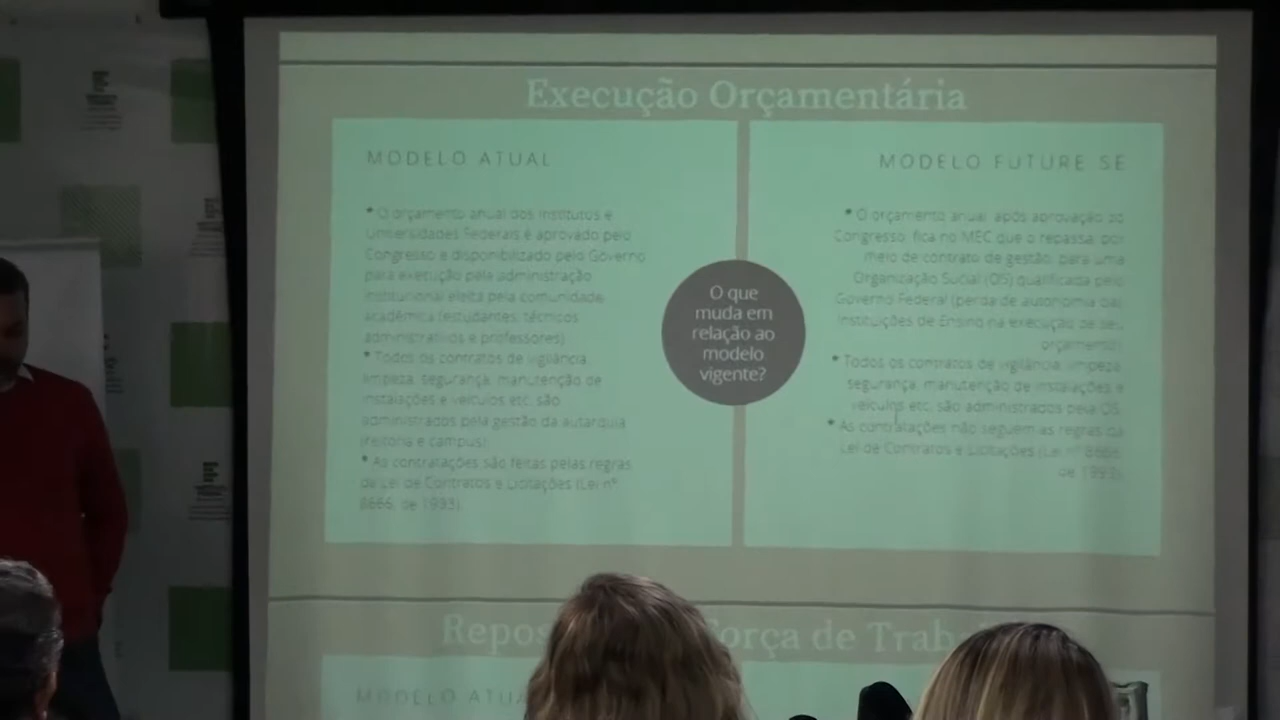 Execução Orçamentária
MODELO ATUAL
* O orçamento anual dos Institutos e
Universidades Federais é aprovado pelo
Congresso e disponibilizado pelo Governo
para execução pela administração
institucional eleita pela comunidade
acadêmica (estudantes, técnicos
administrativos e professores)
* Todos os contratos de vigilância,
limpeza, segurança, manutenção de
instalações e veículos etc. são
administrados pela gestão da autarquia
(reitoria e campus)
* As contratações são feitas pelas regras
da Lei de Contratos e Licitações (Lei nº
8666, de 1993)
O que
muda em
relação ao
modelo
vigente?
MODELO FUTURE SE
* O orçamento anual, após aprovação do
Congresso, fica no MEC que o repassa, por
meio de contrato de gestão, para uma
Organização Social (OS) qualificada pelo
Governo Federal (perda de autonomia das
Instituições de Ensino na execução de seu
orçamento)
* Todos os contratos de vigilância, limpeza,
segurança, manutenção de instalações e
veículos etc. são administrados pela OS.
* As contratações não seguem as regras da
Lei de Contratos e Licitações (Lei nº 8666,
de 1993)
Força de
MODELO